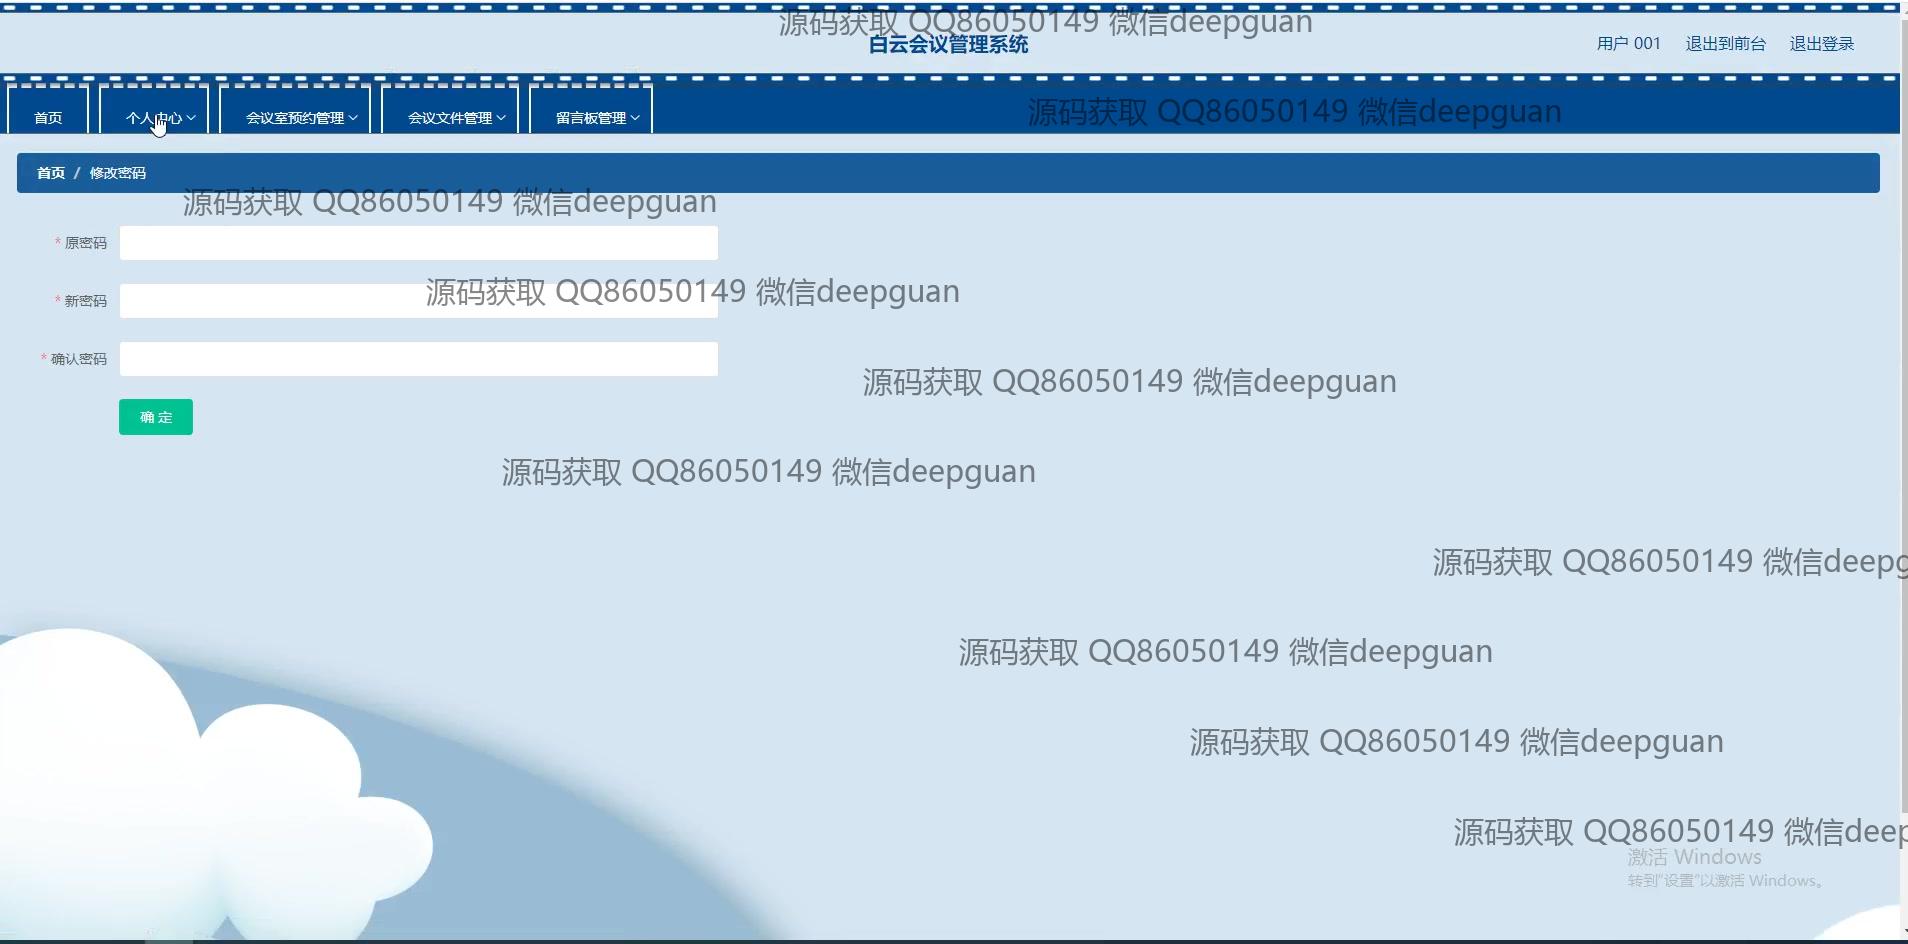 源码获取 QQ86050149 微信deepguan
白云会议管理系统
用户 001 退出到前台 退出登录
首页 个人中心 会议室预约管理 会议文件管理 留言板管理
源码获取 QQ86050149 微信deepguan
首页 / 修改密码
源码获取 QQ86050149 微信deepguan
* 原密码
* 新密码
源码获取 QQ86050149 微信deepguan
* 确认密码
源码获取 QQ86050149 微信deepguan
确 定
源码获取 QQ86050149 微信deepguan
源码获取 QQ86050149 微信deepg
源码获取 QQ86050149 微信deepguan
源码获取 QQ86050149 微信deepguan
源码获取 QQ86050149 微信deep
激活 Windows
转到"设置"以激活 Windows。